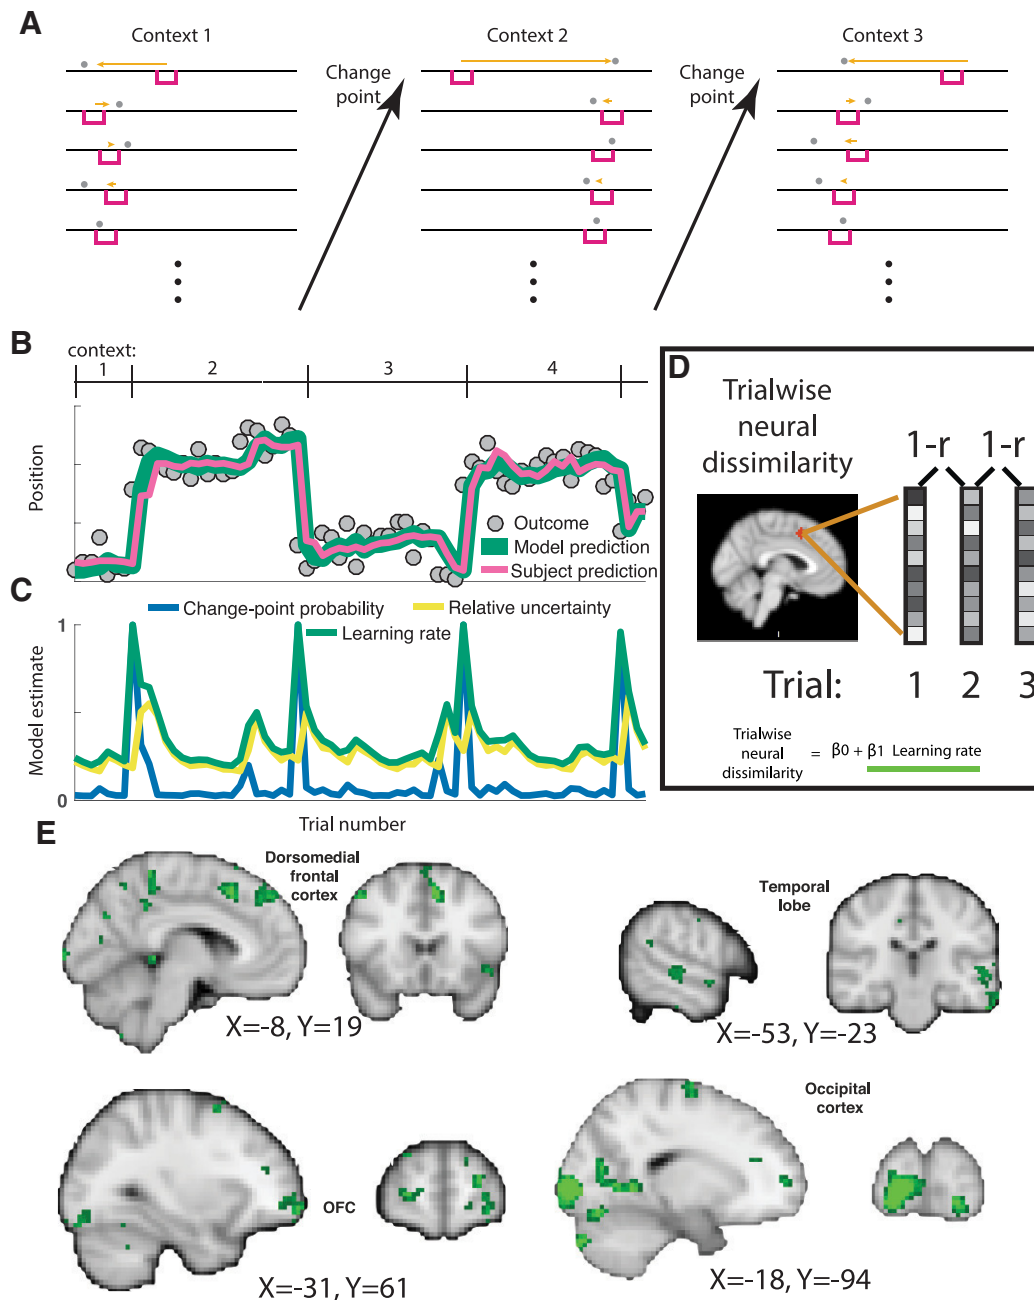 A
Context 1
Context 2
Context 3
Change
point
Change
point
B
context:
1
2
3
4
Position
Outcome
Model prediction
Subject prediction
C
Change-point probability
Relative uncertainty
Learning rate
1
0
Model estimate
Trial number
D
Trialwise
neural
dissimilarity
1-r
1-r
Trial:
1
2
3
Trialwise
neural
dissimilarity
= β0 + β1 Learning rate
E
Dorsomedial
frontal
cortex
X=-8, Y=19
Temporal
lobe
X=-53, Y=-23
OFC
X=-31, Y=61
Occipital
cortex
X=-18, Y=-94